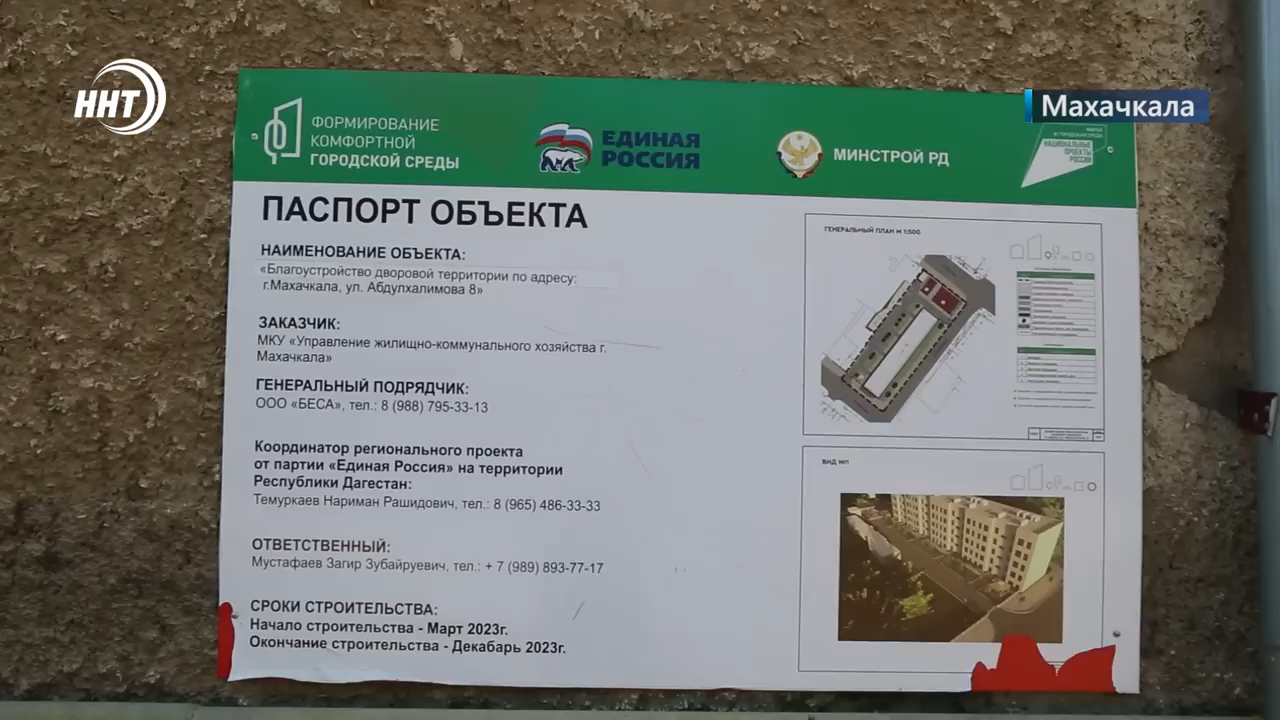 ННТ
Махачкала
ФОРМИРОВАНИЕ
КОМФОРТНОЙ
ГОРОДСКОЙ СРЕДЫ
ЕДИНАЯ
РОССИЯ
МИНСТРОЙ РД
НАЦИОНАЛЬНЫЕ
ПРОЕКТЫ
РОССИИ
ПАСПОРТ ОБЪЕКТА
НАИМЕНОВАНИЕ ОБЪЕКТА:
«Благоустройство дворовой территории по адресу:
г.Махачкала, ул. Абдулхалимова 8»
ЗАКАЗЧИК:
МКУ «Управление жилищно-коммунального хозяйства г.
Махачкала»
ГЕНЕРАЛЬНЫЙ ПОДРЯДЧИК:
ООО «БЕСА», тел.: 8 (988) 795-33-13
Координатор регионального проекта
от партии «Единая Россия» на территории
Республики Дагестан:
Темуркаев Нариман Рашидович, тел.: 8 (965) 486-33-33
ОТВЕТСТВЕННЫЙ:
Мустафаев Загир Зубайруевич, тел.: + 7 (989) 893-77-17
СРОКИ СТРОИТЕЛЬСТВА:
Начало строительства - Март 2023г.
Окончание строительства - Декабрь 2023г.
ГЕНЕРАЛЬНЫЙ ПЛАН М 1:500
ВИД №1